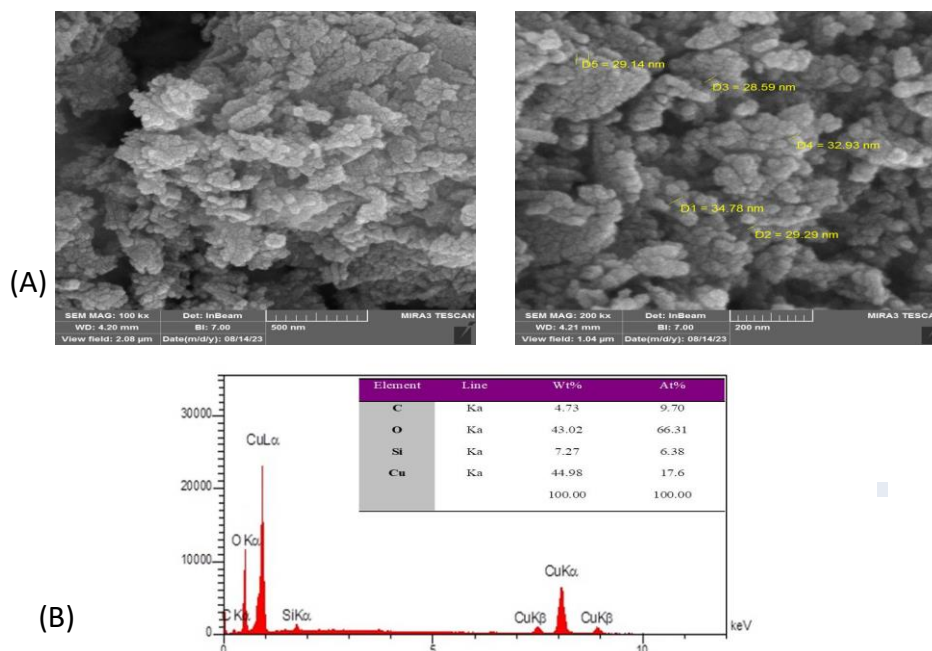 D5 = 29.14 nm
D3 = 28.59 nm
D4 = 32.93 nm
D1 = 34.78 nm
D2 = 29.29 nm
(A)
SEM MAG: 100 kx Det: InBeam MIRA3 TESCAN
WD: 4.20 mm BI: 7.00 500 nm
View field: 2.08 µm Date(m/d/y): 08/14/23
SEM MAG: 200 kx Det: InBeam MIRA3 TESCAN
WD: 4.21 mm BI: 7.00 200 nm
View field: 1.04 µm Date(m/d/y): 08/14/23
Element Line Wt% At%
C Ka 4.73 9.70
O Ka 43.02 66.31
Si Ka 7.27 6.38
Cu Ka 44.98 17.6
100.00 100.00
30000
CuLα
20000
O Kα
10000
CuKα
(B)
C Kα
SiKα
CuKβ
CuKβ
0
0 5 10 keV